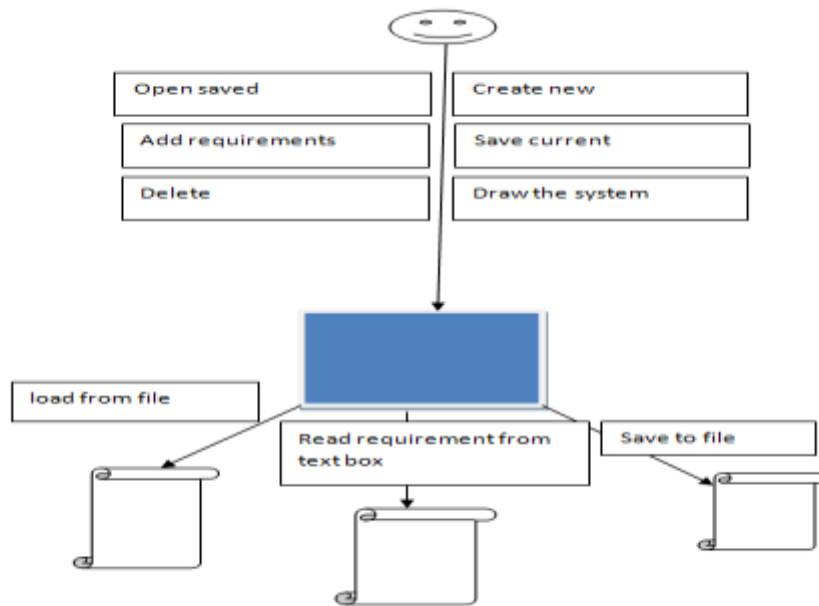 Open saved
Create new
Add requirements
Save current
Delete
Draw the system
load from file
Read requirement from
text box
Save to file